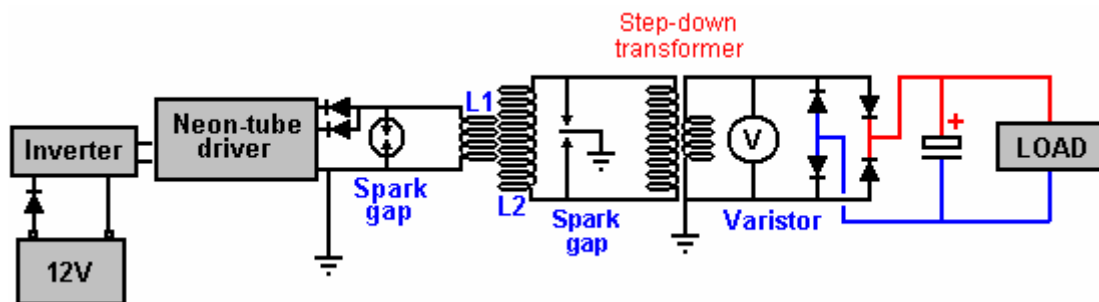 Step-down
transformer
L1
Neon-tube
driver
Inverter
V
+
LOAD
Spark
gap
L2
Spark
gap
Varistor
12V